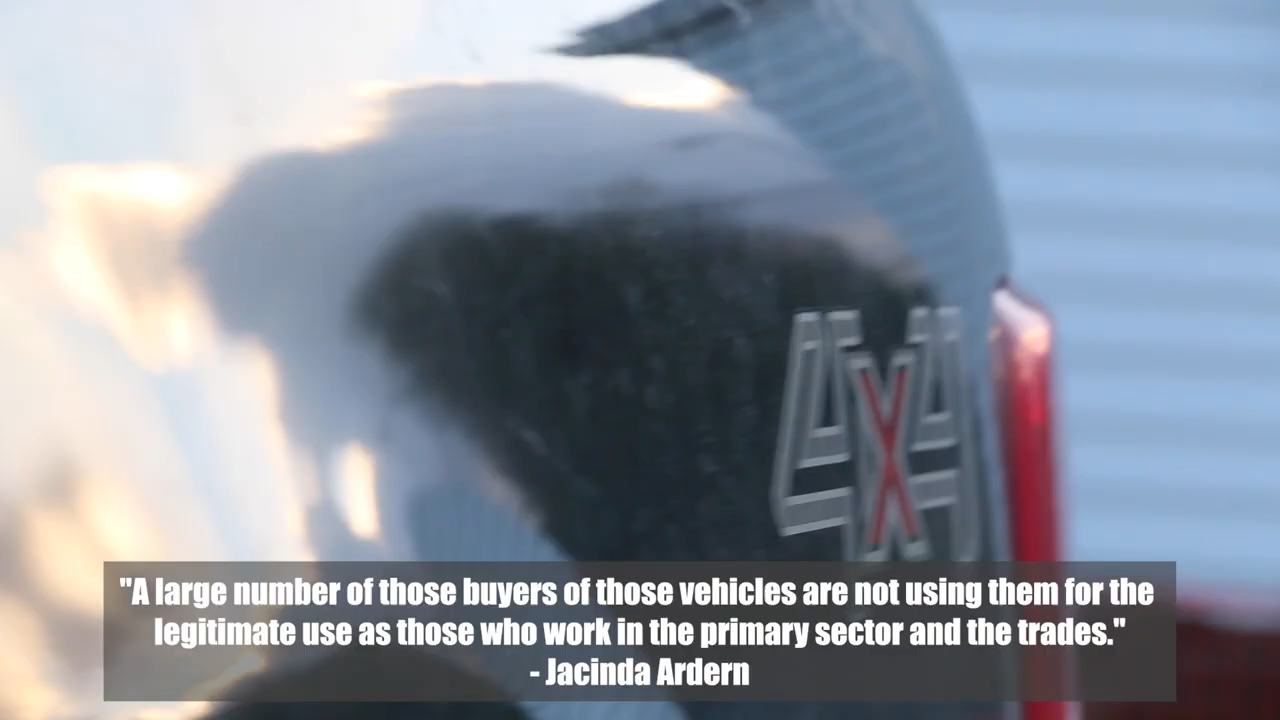 4x4
"A large number of those buyers of those vehicles are not using them for the
legitimate use as those who work in the primary sector and the trades."
- Jacinda Ardern